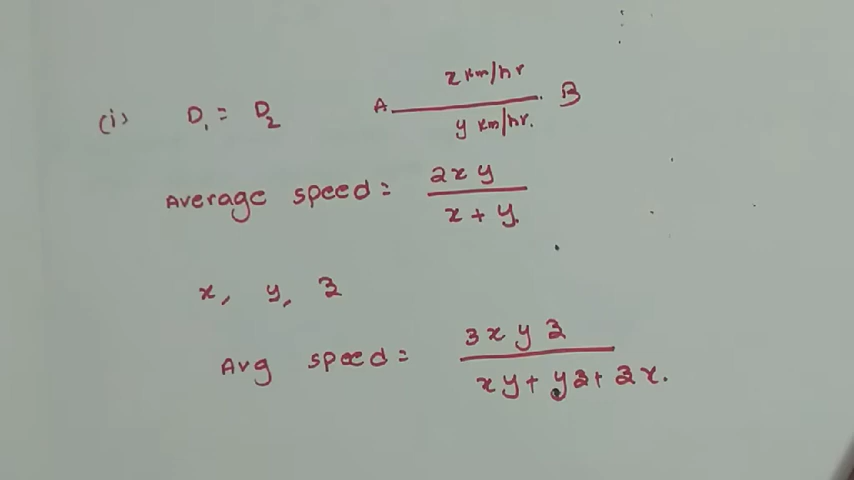 x km/hr
(i) D₁ = D₂ A B
y km/hr.
Average speed = 2xy / x + y.
x, y, z
Avg speed = 3xyz / xy + yz + zx.